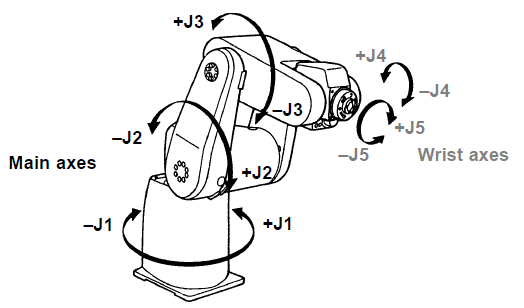 +J3
+J4
–J4
–J3
+J5
–J2
–J5
Wrist axes
Main axes
+J2
–J1
+J1